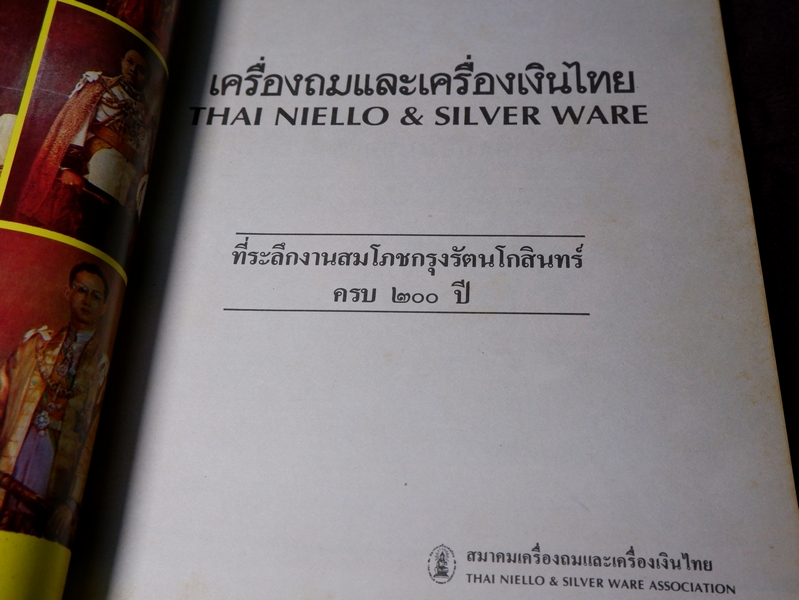 เครื่องถมและเครื่องเงินไทย
THAI NIELLO & SILVER WARE
ที่ระลึกงานสมโภชกรุงรัตนโกสินทร์
ครบ ๒๐๐ ปี
สมาคมเครื่องถมและเครื่องเงินไทย
THAI NIELLO & SILVER WARE ASSOCIATION